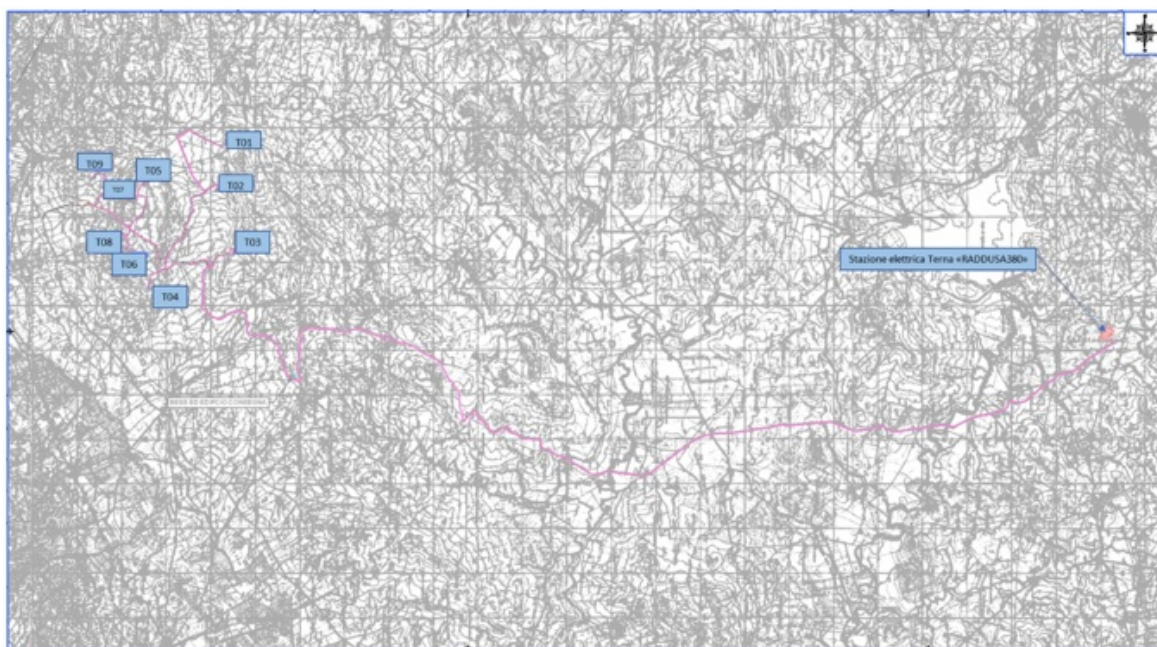 T01
T09
T05
T07
T02
T08
T03
T06
Stazione elettrica Terna «RADDUSA380»
T04